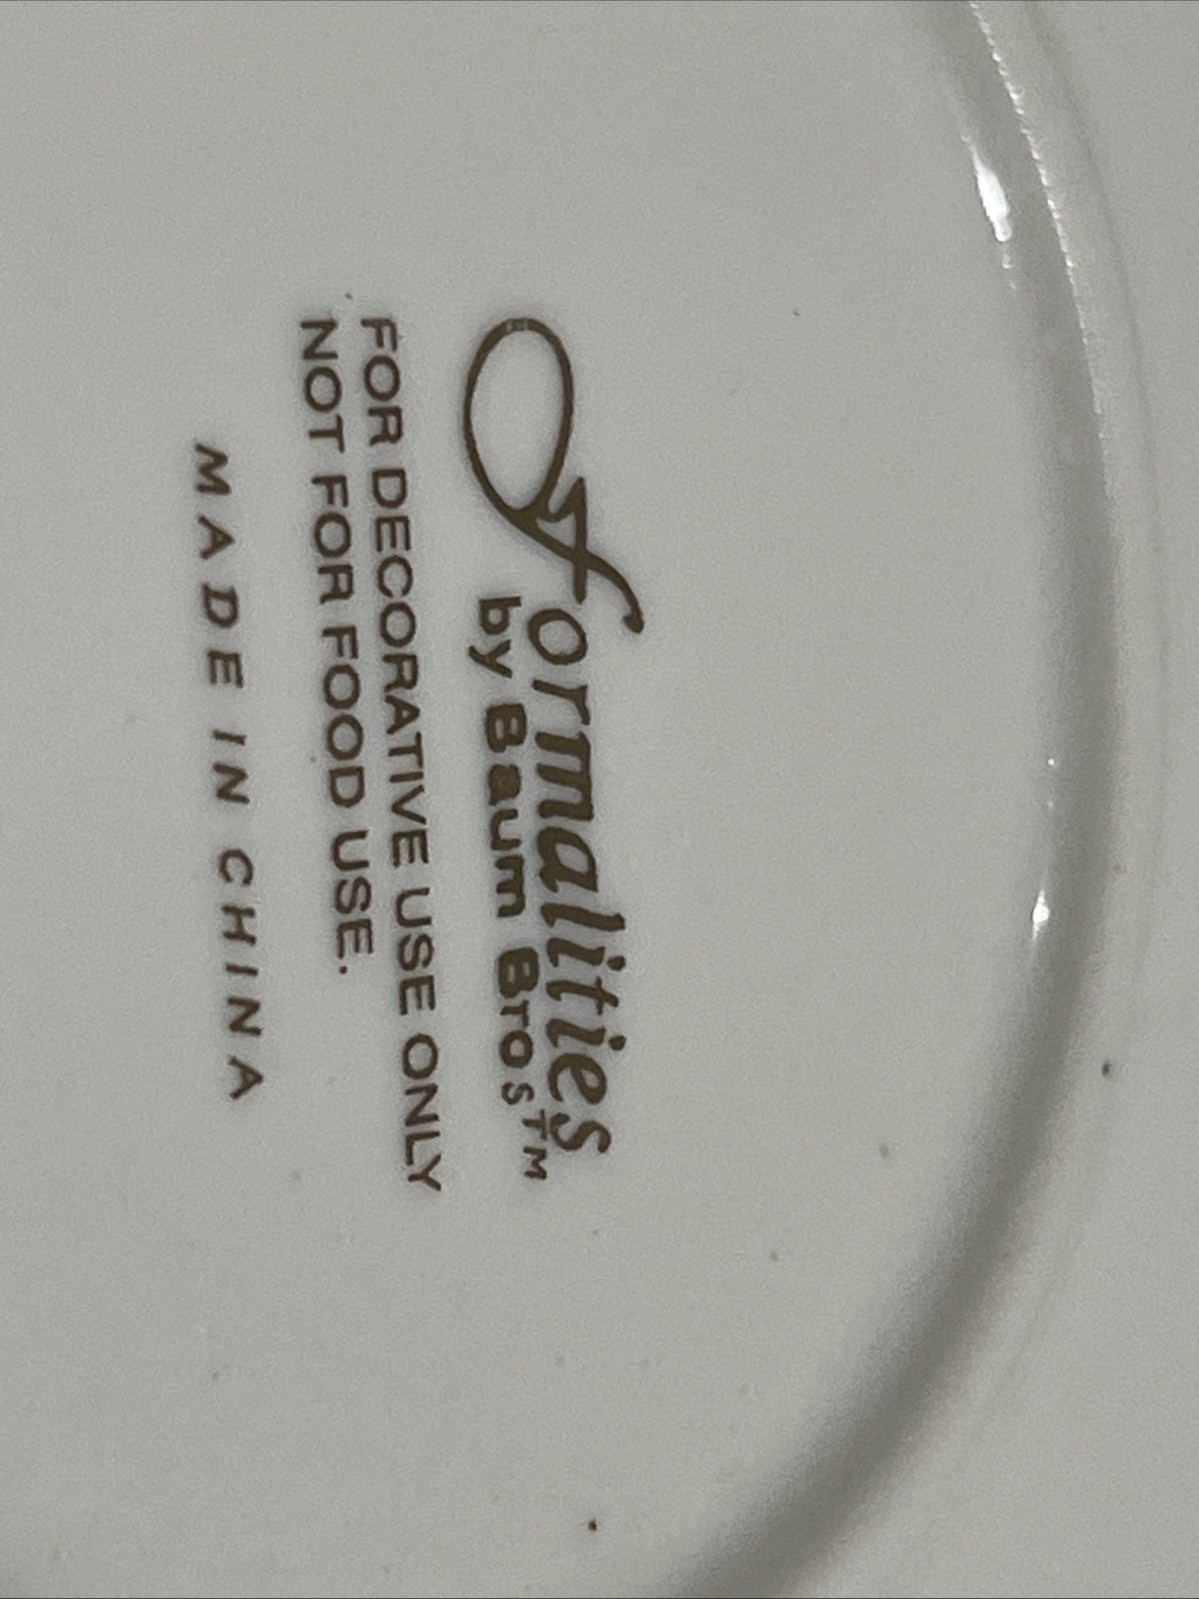 Formalities
by Baum Bros™
FOR DECORATIVE USE ONLY
NOT FOR FOOD USE.
MADE IN CHINA